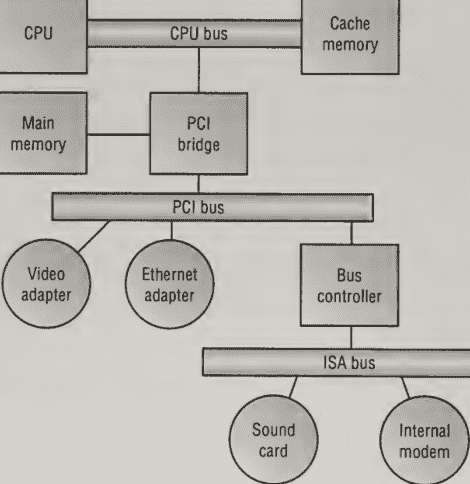 CPU
CPU bus
Cache
memory
Main
memory
PCI
bridge
PCI bus
Video
adapter
Ethernet
adapter
Bus
controller
ISA bus
Sound
card
Internal
modem